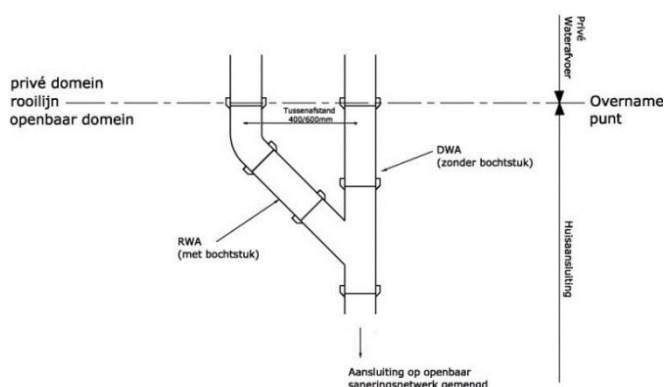 Privé
Waterafvoer
privé domein
rooilijn
openbaar domein
Tussenafstand
400/600mm
Overname
punt
DWA
(zonder bochtstuk)
RWA
(met bochtstuk)
Huisaansluiting
Aansluiting op openbaar
saneringsnetwerk gemengd